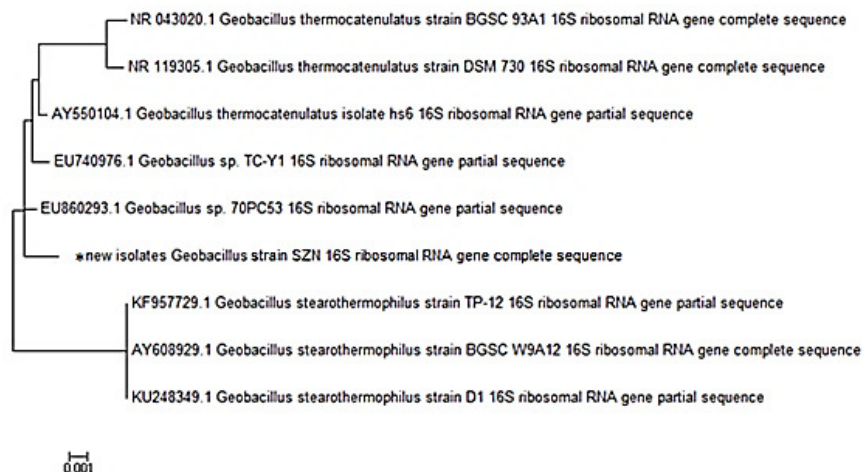 NR 043020.1 Geobacillus thermocatenulatus strain BGSC 93A1 16S ribosomal RNA gene complete sequence
NR 119305.1 Geobacillus thermocatenulatus strain DSM 730 16S ribosomal RNA gene complete sequence
AY550104.1 Geobacillus thermocatenulatus isolate hs6 16S ribosomal RNA gene partial sequence
EU740976.1 Geobacillus sp. TC-Y1 16S ribosomal RNA gene partial sequence
EU860293.1 Geobacillus sp. 70PC53 16S ribosomal RNA gene partial sequence
*new isolates Geobacillus strain SZN 16S ribosomal RNA gene complete sequence
KF957729.1 Geobacillus stearothermophilus strain TP-12 16S ribosomal RNA gene partial sequence
AY608929.1 Geobacillus stearothermophilus strain BGSC W9A12 16S ribosomal RNA gene complete sequence
KU248349.1 Geobacillus stearothermophilus strain D1 16S ribosomal RNA gene partial sequence
0.001